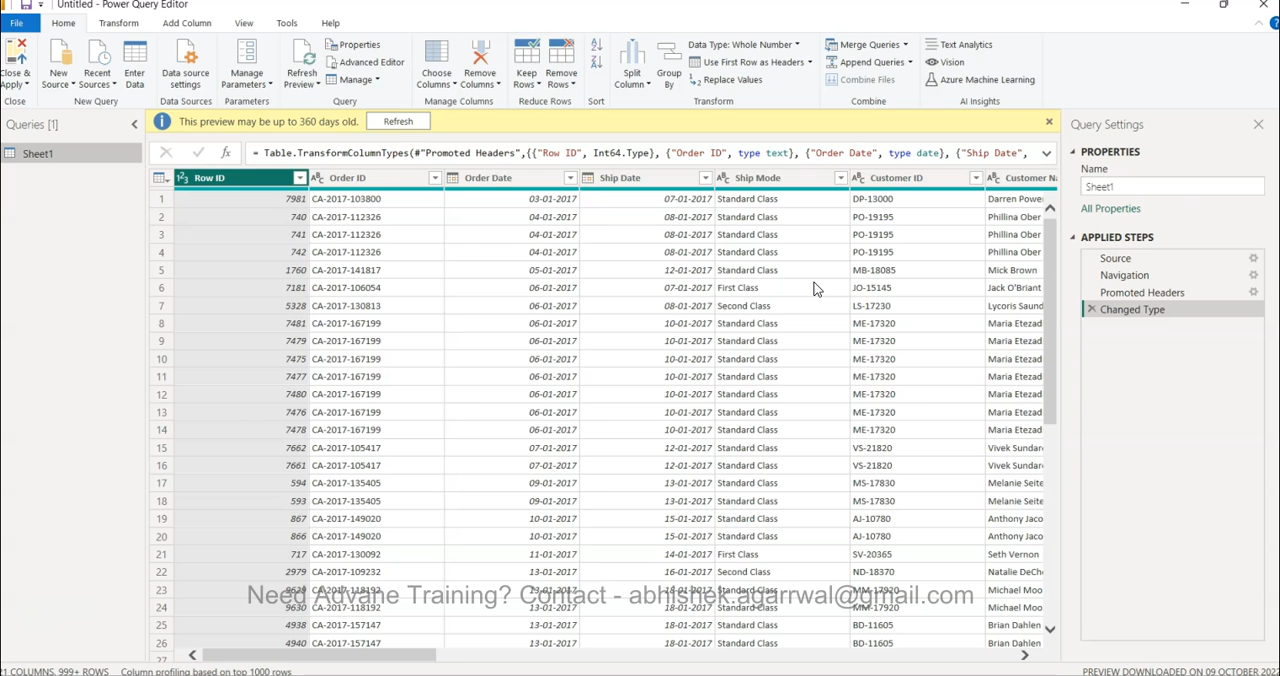 Untitled - Power Query Editor
File Home Transform Add Column View Tools Help
Close & Apply New Source Recent Sources Enter Data Data source settings Manage Parameters Refresh Preview Properties Advanced Editor Manage Choose Columns Remove Columns Keep Rows Remove Rows Split Column Group By Data Type: Whole Number Use First Row as Headers Replace Values Merge Queries Append Queries Combine Files Text Analytics Vision Azure Machine Learning
Close New Query Data Sources Parameters Query Manage Columns Reduce Rows Sort Transform Combine AI Insights
Queries [1] This preview may be up to 360 days old. Refresh
Sheet1
fx = Table.TransformColumnTypes(#"Promoted Headers",{{"Row ID", Int64.Type}, {"Order ID", type text}, {"Order Date", type date}, {"Ship Date",
Row ID Order ID Order Date Ship Date Ship Mode Customer ID Customer Na
1 7981 CA-2017-103800 03-01-2017 07-01-2017 Standard Class DP-13000 Darren Powe
2 740 CA-2017-112326 04-01-2017 08-01-2017 Standard Class PO-19195 Phillina Ober
3 741 CA-2017-112326 04-01-2017 08-01-2017 Standard Class PO-19195 Phillina Ober
4 742 CA-2017-112326 04-01-2017 08-01-2017 Standard Class PO-19195 Phillina Ober
5 1760 CA-2017-141817 05-01-2017 12-01-2017 Standard Class MB-18085 Mick Brown
6 7181 CA-2017-106054 06-01-2017 07-01-2017 First Class JO-15145 Jack O'Briant
7 5328 CA-2017-130813 06-01-2017 08-01-2017 Second Class LS-17230 Lycoris Saund
8 7481 CA-2017-167199 06-01-2017 10-01-2017 Standard Class ME-17320 Maria Etezad
9 7479 CA-2017-167199 06-01-2017 10-01-2017 Standard Class ME-17320 Maria Etezad
10 7475 CA-2017-167199 06-01-2017 10-01-2017 Standard Class ME-17320 Maria Etezad
11 7477 CA-2017-167199 06-01-2017 10-01-2017 Standard Class ME-17320 Maria Etezad
12 7480 CA-2017-167199 06-01-2017 10-01-2017 Standard Class ME-17320 Maria Etezad
13 7476 CA-2017-167199 06-01-2017 10-01-2017 Standard Class ME-17320 Maria Etezad
14 7478 CA-2017-167199 06-01-2017 10-01-2017 Standard Class ME-17320 Maria Etezad
15 7662 CA-2017-105417 07-01-2017 12-01-2017 Standard Class VS-21820 Vivek Sundar
16 7661 CA-2017-105417 07-01-2017 12-01-2017 Standard Class VS-21820 Vivek Sundar
17 594 CA-2017-135405 09-01-2017 13-01-2017 Standard Class MS-17830 Melanie Seite
18 593 CA-2017-135405 09-01-2017 13-01-2017 Standard Class MS-17830 Melanie Seite
19 867 CA-2017-149020 10-01-2017 15-01-2017 Standard Class AJ-10780 Anthony Jaco
20 866 CA-2017-149020 10-01-2017 15-01-2017 Standard Class AJ-10780 Anthony Jaco
21 717 CA-2017-130092 11-01-2017 14-01-2017 First Class SV-20365 Seth Vernon
22 2979 CA-2017-109232 13-01-2017 16-01-2017 Second Class ND-18370 Natalie DeChe
23 9629 CA-2017-118192 13-01-2017 18-01-2017 Standard Class MM-17920 Michael Moo
Need Advane Training? Contact - abhishek.agarrwal@gmail.com
24 9630 CA-2017-118192 13-01-2017 18-01-2017 Standard Class MM-17920 Michael Moo
25 4938 CA-2017-157147 13-01-2017 18-01-2017 Standard Class BD-11605 Brian Dahlen
26 4940 CA-2017-157147 13-01-2017 18-01-2017 Standard Class BD-11605 Brian Dahlen
27
Query Settings
PROPERTIES
Name
Sheet1
All Properties
APPLIED STEPS
Source
Navigation
Promoted Headers
Changed Type
21 COLUMNS, 999+ ROWS Column profiling based on top 1000 rows PREVIEW DOWNLOADED ON 09 OCTOBER 2022